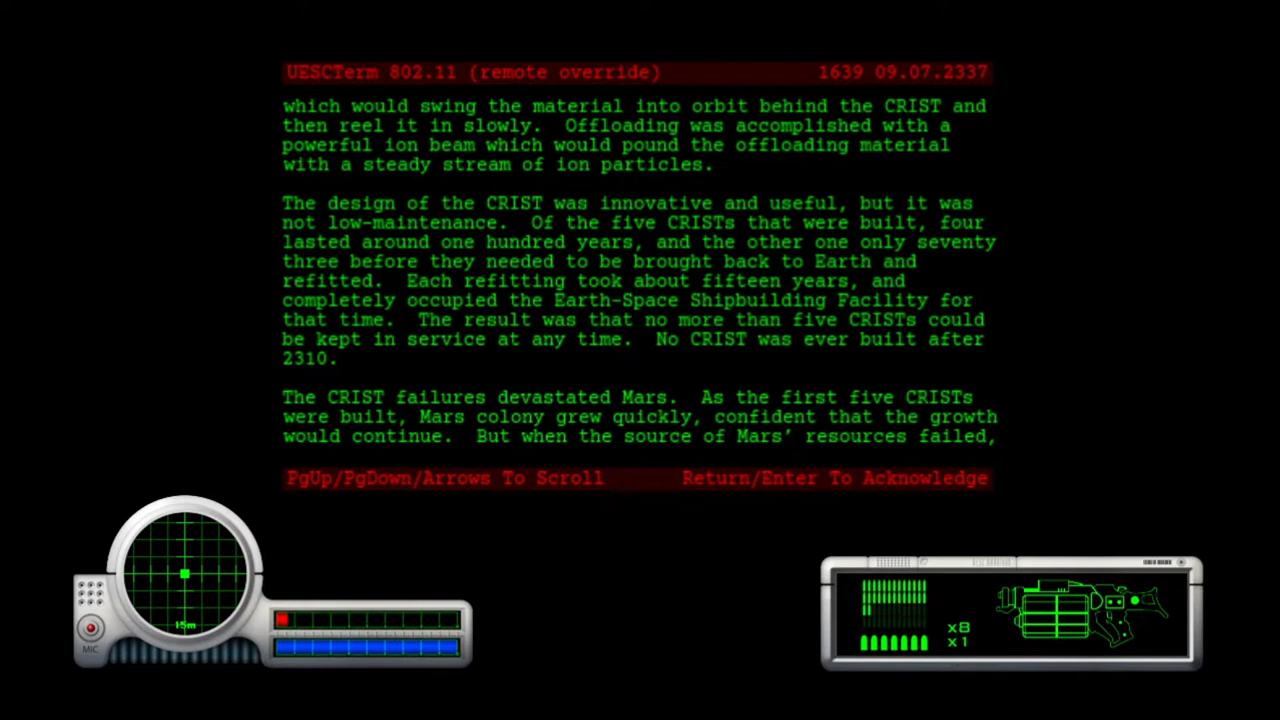 UESCTerm 802.11 (remote override) 1639 09.07.2337
which would swing the material into orbit behind the CRIST and
then reel it in slowly.  Offloading was accomplished with a
powerful ion beam which would pound the offloading material
with a steady stream of ion particles.
The design of the CRIST was innovative and useful, but it was
not low-maintenance.  Of the five CRISTs that were built, four
lasted around one hundred years, and the other one only seventy
three before they needed to be brought back to Earth and
refitted.  Each refitting took about fifteen years, and
completely occupied the Earth-Space Shipbuilding Facility for
that time.  The result was that no more than five CRISTs could
be kept in service at any time.  No CRIST was ever built after
2310.
The CRIST failures devastated Mars.  As the first five CRISTs
were built, Mars colony grew quickly, confident that the growth
would continue.  But when the source of Mars' resources failed,
PgUp/PgDown/Arrows To Scroll Return/Enter To Acknowledge
15m
MIC
x8
x1